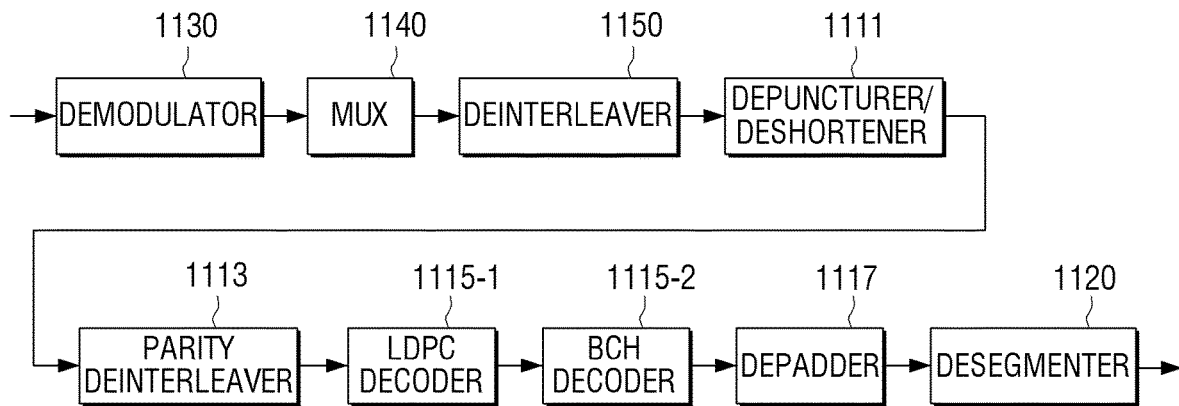 1130
1140
1150
1111
DEMODULATOR
MUX
DEINTERLEAVER
DEPUNCTURER/
DESHORTENER
1113
1115-1
1115-2
1117
1120
PARITY
DEINTERLEAVER
LDPC
DECODER
BCH
DECODER
DEPADDER
DESEGMENTER